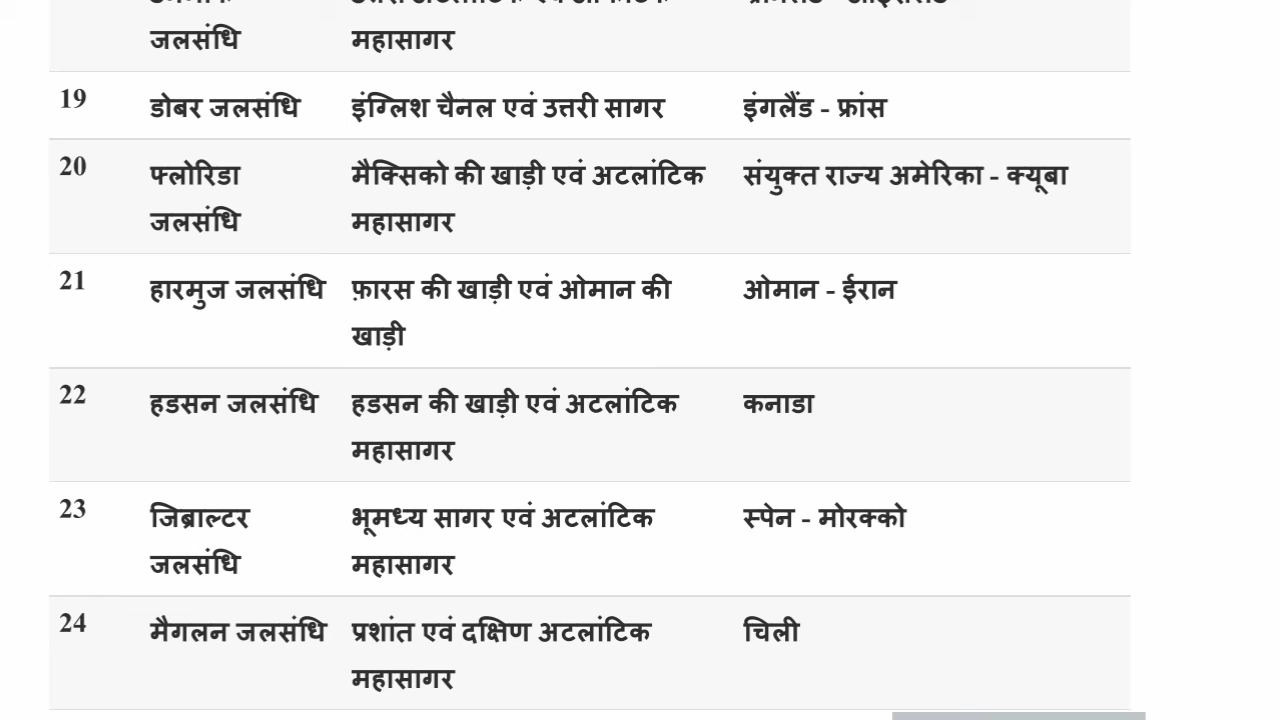 जलसंधि महासागर
19 डोबर जलसंधि इंग्लिश चैनल एवं उत्तरी सागर इंगलैंड - फ्रांस
20 फ्लोरिडा मैक्सिको की खाड़ी एवं अटलांटिक संयुक्त राज्य अमेरिका - क्यूबा
जलसंधि महासागर
21 हारमुज जलसंधि फ़ारस की खाड़ी एवं ओमान की ओमान - ईरान
खाड़ी
22 हडसन जलसंधि हडसन की खाड़ी एवं अटलांटिक कनाडा
महासागर
23 जिब्राल्टर भूमध्य सागर एवं अटलांटिक स्पेन - मोरक्को
जलसंधि महासागर
24 मैगलन जलसंधि प्रशांत एवं दक्षिण अटलांटिक चिली
महासागर